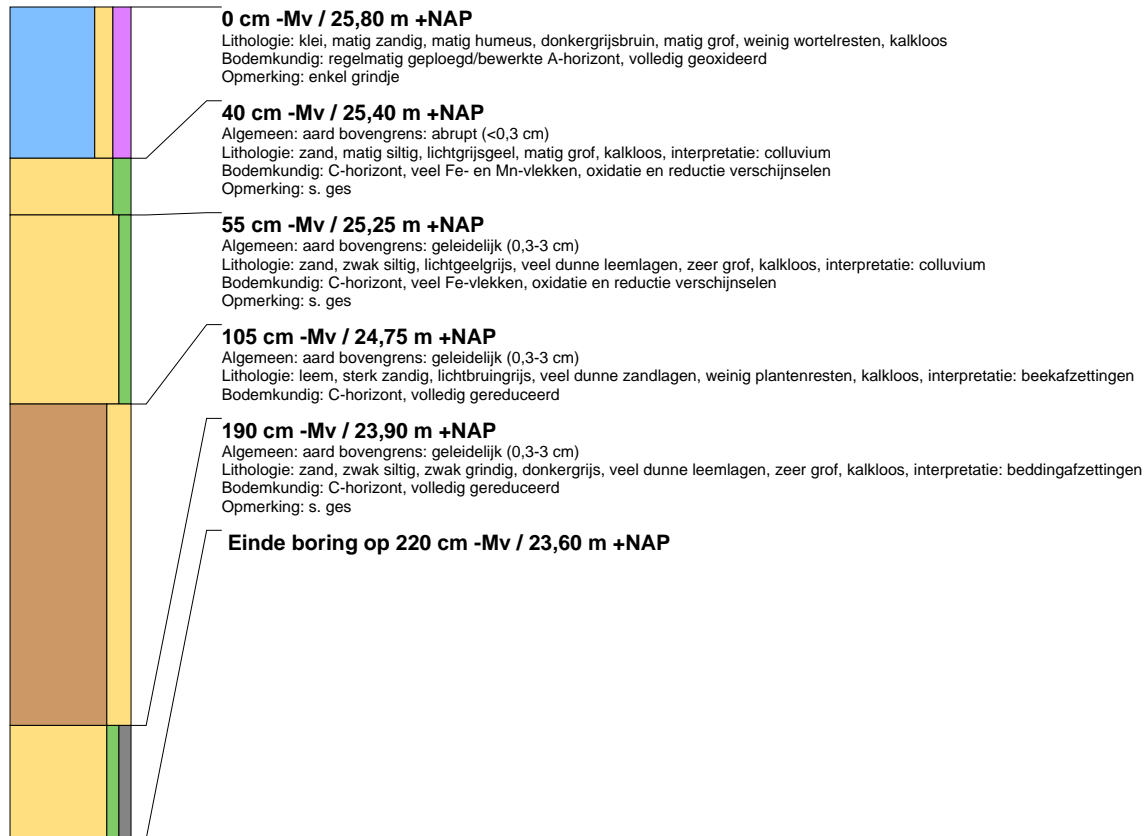 0 cm -Mv / 25,80 m +NAP
Lithologie: klei, matig zandig, matig humeus, donkergrijsbruin, matig grof, weinig wortelresten, kalkloos
Bodemkundig: regelmatig geploegd/bewerkte A-horizont, volledig geoxideerd
Opmerking: enkel grindje
40 cm -Mv / 25,40 m +NAP
Algemeen: aard bovengrens: abrupt (<0,3 cm)
Lithologie: zand, matig siltig, lichtgrijsgeel, matig grof, kalkloos, interpretatie: colluvium
Bodemkundig: C-horizont, veel Fe- en Mn-vlekken, oxidatie en reductie verschijnselen
Opmerking: s. ges
55 cm -Mv / 25,25 m +NAP
Algemeen: aard bovengrens: geleidelijk (0,3-3 cm)
Lithologie: zand, zwak siltig, lichtgeelgrijs, veel dunne leemlagen, zeer grof, kalkloos, interpretatie: colluvium
Bodemkundig: C-horizont, veel Fe-vlekken, oxidatie en reductie verschijnselen
Opmerking: s. ges
105 cm -Mv / 24,75 m +NAP
Algemeen: aard bovengrens: geleidelijk (0,3-3 cm)
Lithologie: leem, sterk zandig, lichtbruingrijs, veel dunne zandlagen, weinig plantenresten, kalkloos, interpretatie: beekafzettingen
Bodemkundig: C-horizont, volledig gereduceerd
190 cm -Mv / 23,90 m +NAP
Algemeen: aard bovengrens: geleidelijk (0,3-3 cm)
Lithologie: zand, zwak siltig, zwak grindig, donkergrijs, veel dunne leemlagen, zeer grof, kalkloos, interpretatie: beddingafzettingen
Bodemkundig: C-horizont, volledig gereduceerd
Opmerking: s. ges
Einde boring op 220 cm -Mv / 23,60 m +NAP